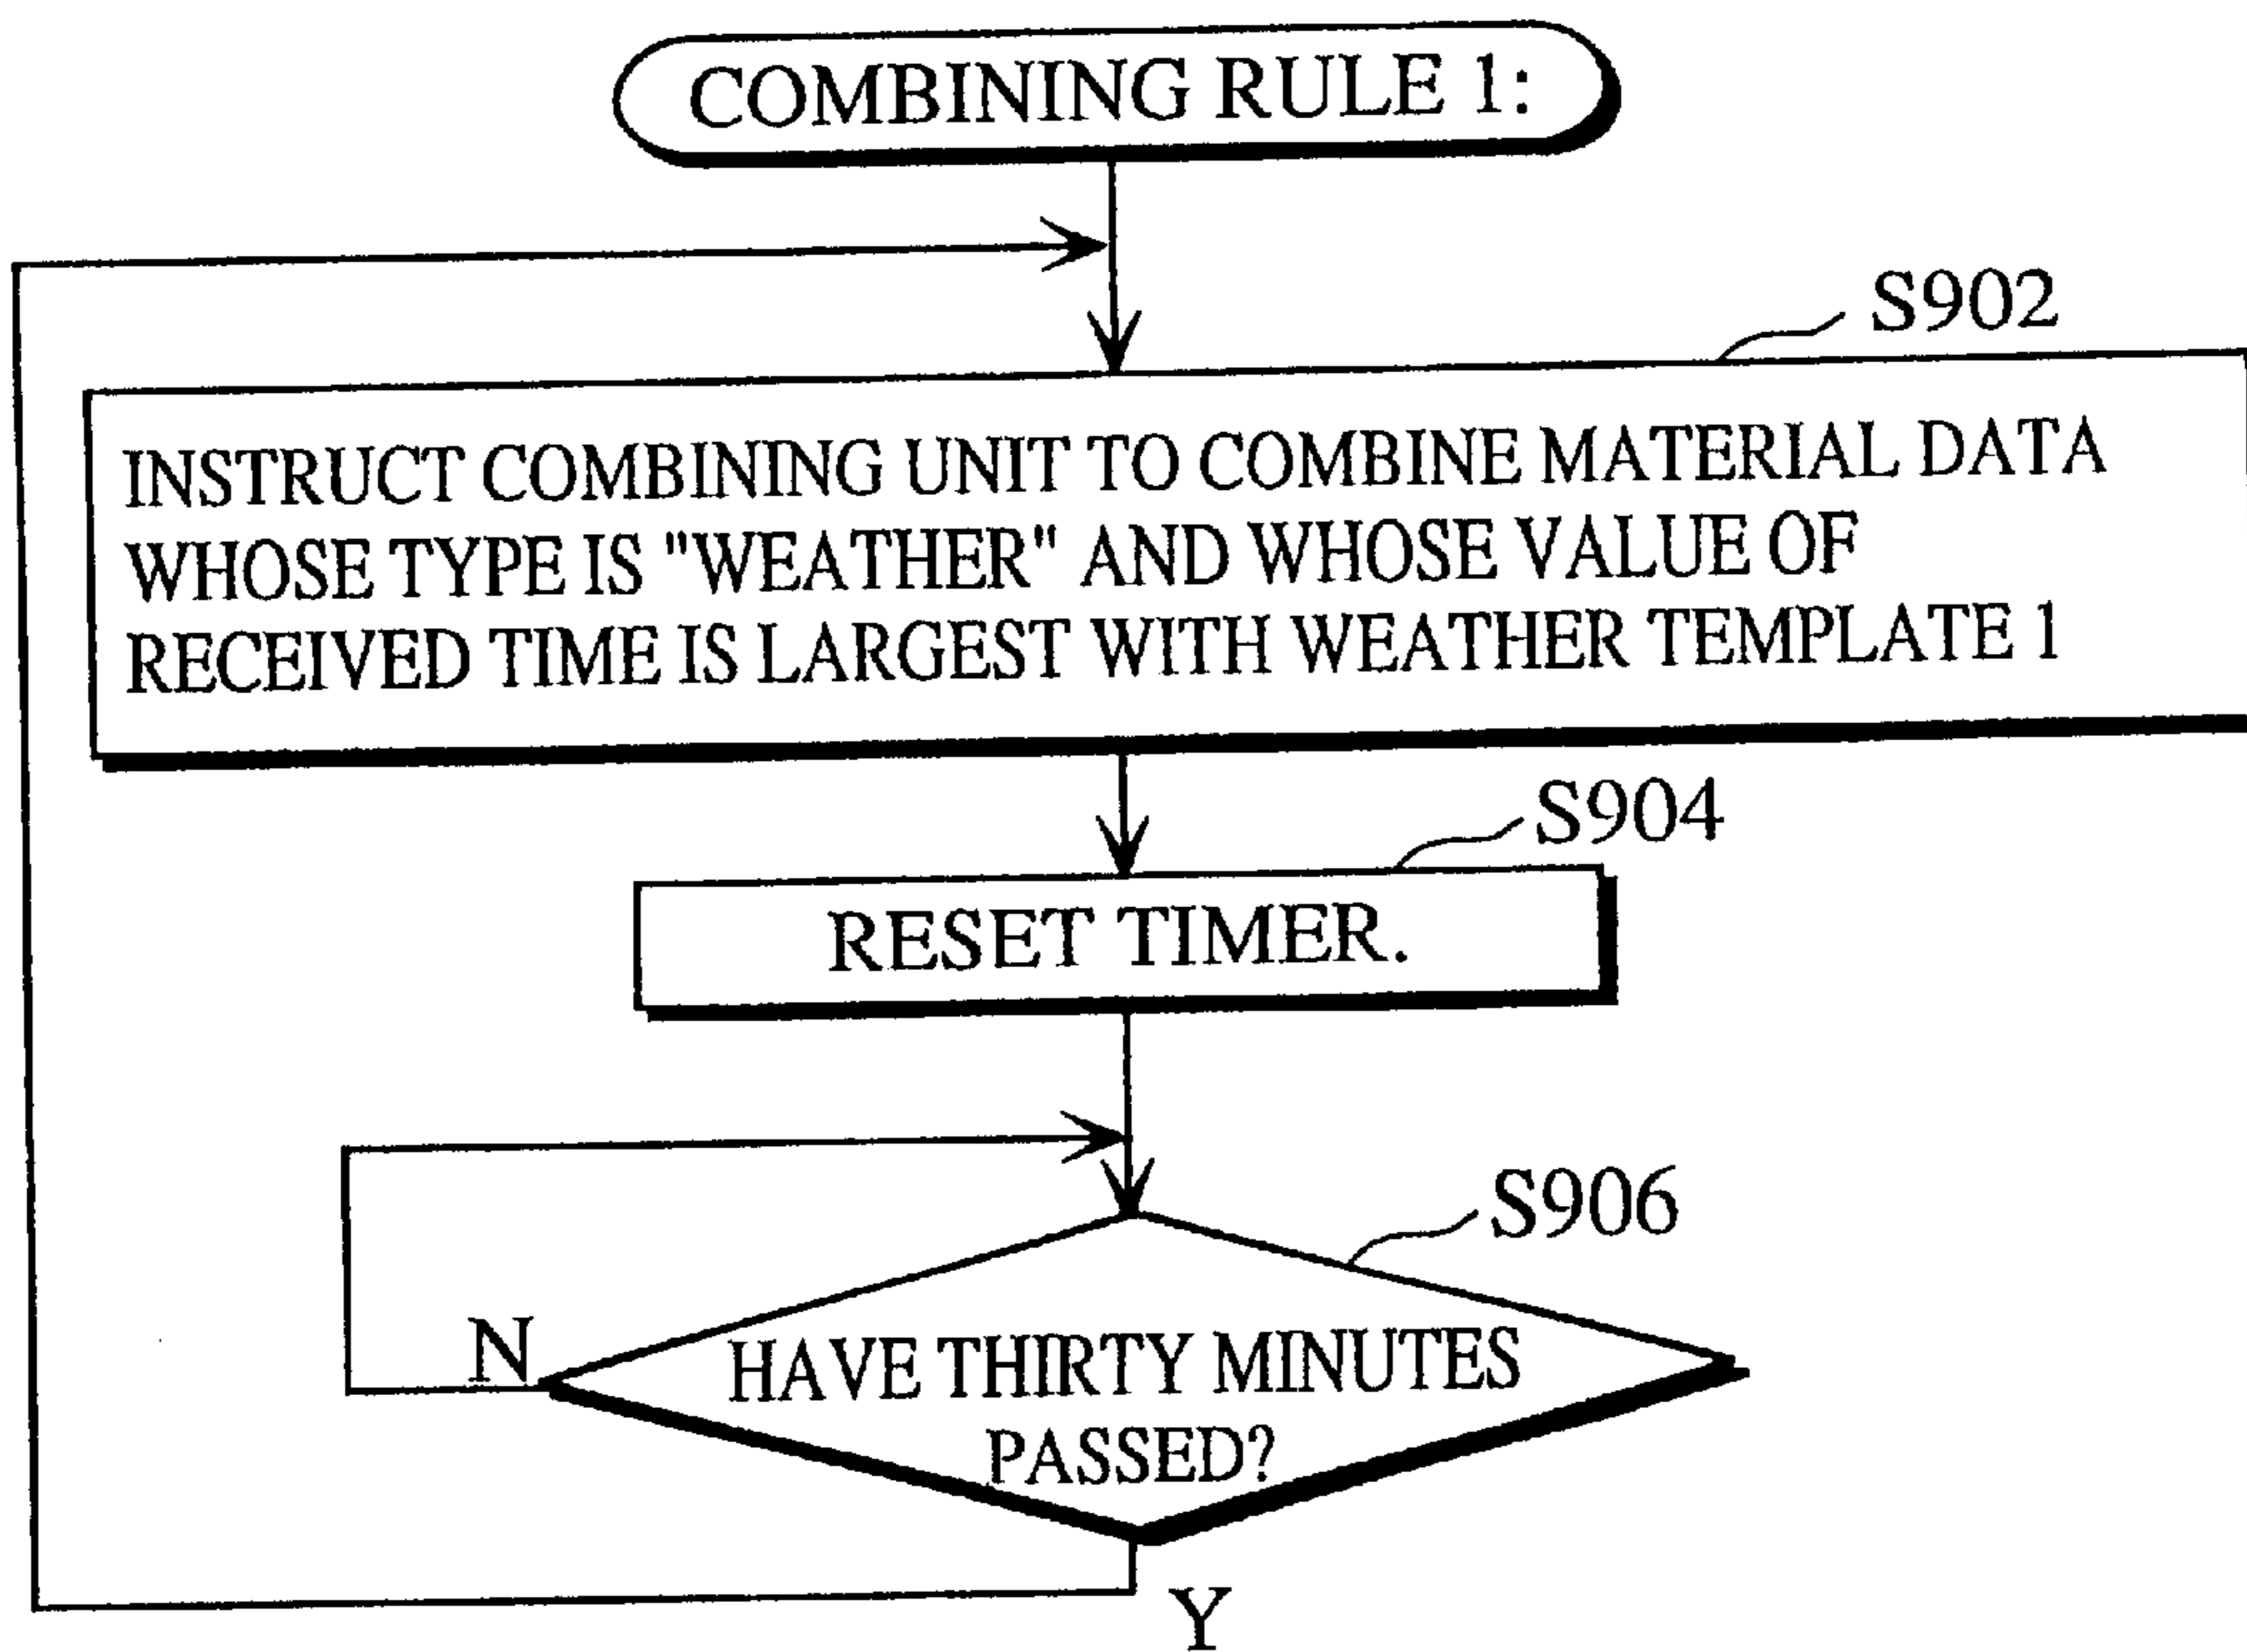 COMBINING RULE 1:
S902
INSTRUCT COMBINING UNIT TO COMBINE MATERIAL DATA
WHOSE TYPE IS "WEATHER" AND WHOSE VALUE OF
RECEIVED TIME IS LARGEST WITH WEATHER TEMPLATE 1
S904
RESET TIMER.
S906
N
HAVE THIRTY MINUTES
PASSED?
Y